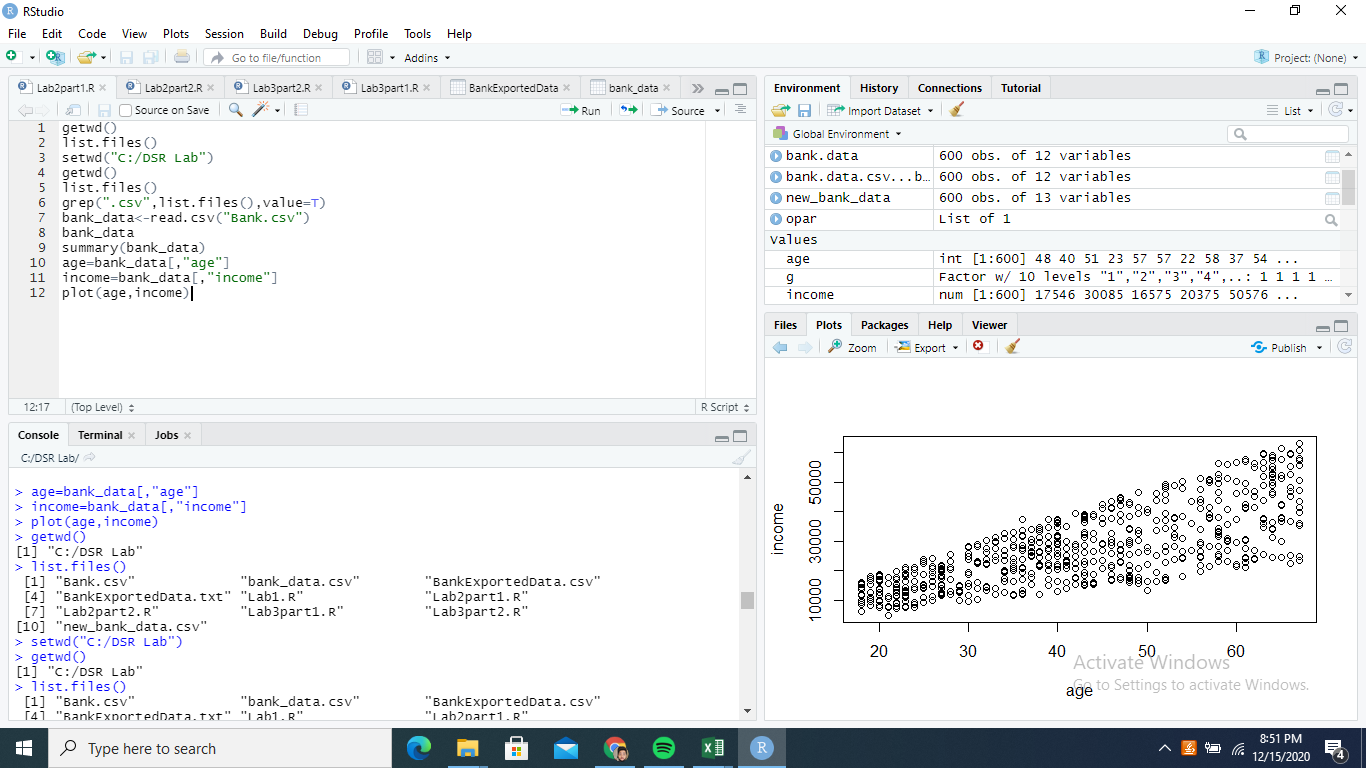 RStudio
File Edit Code View Plots Session Build Debug Profile Tools Help
Go to file/function Addins Project: (None)
Lab2part1.R Lab2part2.R Lab3part2.R Lab3part1.R BankExportedData bank_data
Source on Save Run Source
1 getwd()
2 list.files()
3 setwd("C:/DSR Lab")
4 getwd()
5 list.files()
6 grep(".csv",list.files(),value=T)
7 bank_data<-read.csv("Bank.csv")
8 bank_data
9 summary(bank_data)
10 age=bank_data[,"age"]
11 income=bank_data[,"income"]
12 plot(age,income)
12:17 (Top Level) R Script
Console Terminal Jobs
C:/DSR Lab/
> age=bank_data[,"age"]
> income=bank_data[,"income"]
> plot(age,income)
> getwd()
[1] "C:/DSR Lab"
> list.files()
[1] "Bank.csv" "bank_data.csv" "BankExportedData.csv"
[4] "BankExportedData.txt" "Lab1.R" "Lab2part1.R"
[7] "Lab2part2.R" "Lab3part1.R" "Lab3part2.R"
[10] "new_bank_data.csv"
> setwd("C:/DSR Lab")
> getwd()
[1] "C:/DSR Lab"
> list.files()
[1] "Bank.csv" "bank_data.csv" "BankExportedData.csv"
[4] "BankExportedData.txt" "Lab1.R" "Lab2part1.R"
Environment History Connections Tutorial
Import Dataset List
Global Environment
bank.data 600 obs. of 12 variables
bank.data.csv...b… 600 obs. of 12 variables
new_bank_data 600 obs. of 13 variables
opar List of 1
Values
age int [1:600] 48 40 51 23 57 57 22 58 37 54 ...
g Factor w/ 10 levels "1","2","3","4",..: 1 1 1 1 …
income num [1:600] 17546 30085 16575 20375 50576 ...
Files Plots Packages Help Viewer
Zoom Export Publish
income
50000
30000
10000
20 30 40 50 60
age
Activate Windows
Go to Settings to activate Windows.
Type here to search
8:51 PM
12/15/2020
4